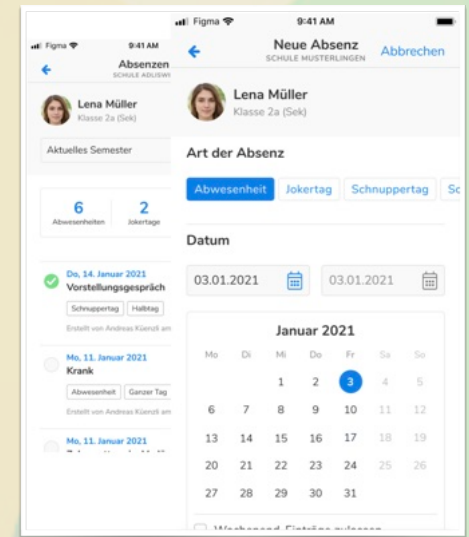 Figma
9:41 AM
Absenzen
SCHULE ADLISWI
Lena Müller
Klasse 2a (Sek)
Aktuelles Semester
6
Abwesenheiten
2
Jokertage
Do, 14. Januar 2021
Vorstellungsgespräch
Schnuppertag
Halbtag
Erstellt von Andreas Küenzli am
Mo, 11. Januar 2021
Krank
Abwesenheit
Ganzer Tag
Erstellt von Andreas Küenzli am
Mo, 11. Januar 2021
Figma
9:41 AM
Neue Absenz
Abbrechen
SCHULE MUSTERLINGEN
Lena Müller
Klasse 2a (Sek)
Art der Absenz
Abwesenheit
Jokertag
Schnuppertag
Sc
Datum
03.01.2021
03.01.2021
Januar 2021
Mo Di Mi Do Fr Sa So
1 2 3 4 5
6 7 8 9 10 11 12
13 14 15 16 17 18 19
20 21 22 23 24 25 26
27 28 29 30 31
Wochenend-Einträge zulassen